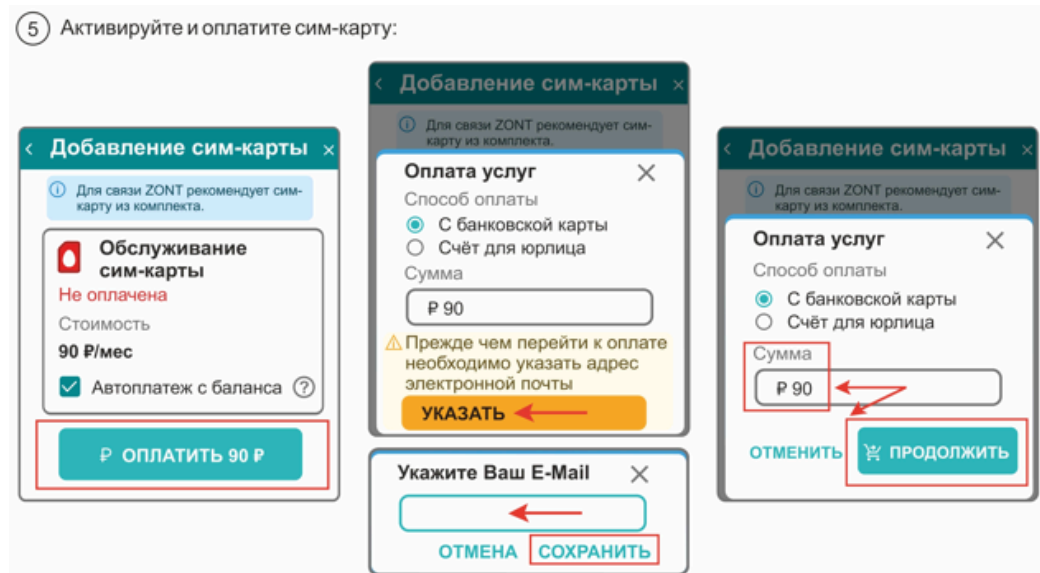 5 Активируйте и оплатите сим-карту:
< Добавление сим-карты ×
i Для связи ZONT рекомендует сим-
карту из комплекта.
Обслуживание
сим-карты
Не оплачена
Стоимость
90 ₽/мес
Автоплатеж с баланса ?
₽ ОПЛАТИТЬ 90 ₽
< Добавление сим-карты ×
i Для связи ZONT рекомендует сим-
карту из комплекта.
Оплата услуг
Способ оплаты
С банковской карты
Счёт для юрлица
Сумма
₽ 90
Прежде чем перейти к оплате
необходимо указать адрес
электронной почты
УКАЗАТЬ
Укажите Ваш E-Mail
ОТМЕНА СОХРАНИТЬ
< Добавление сим-карты ×
i Для связи ZONT рекомендует сим-
карту из комплекта.
Оплата услуг
Способ оплаты
С банковской карты
Счёт для юрлица
Сумма
₽ 90
ОТМЕНИТЬ ПРОДОЛЖИТЬ